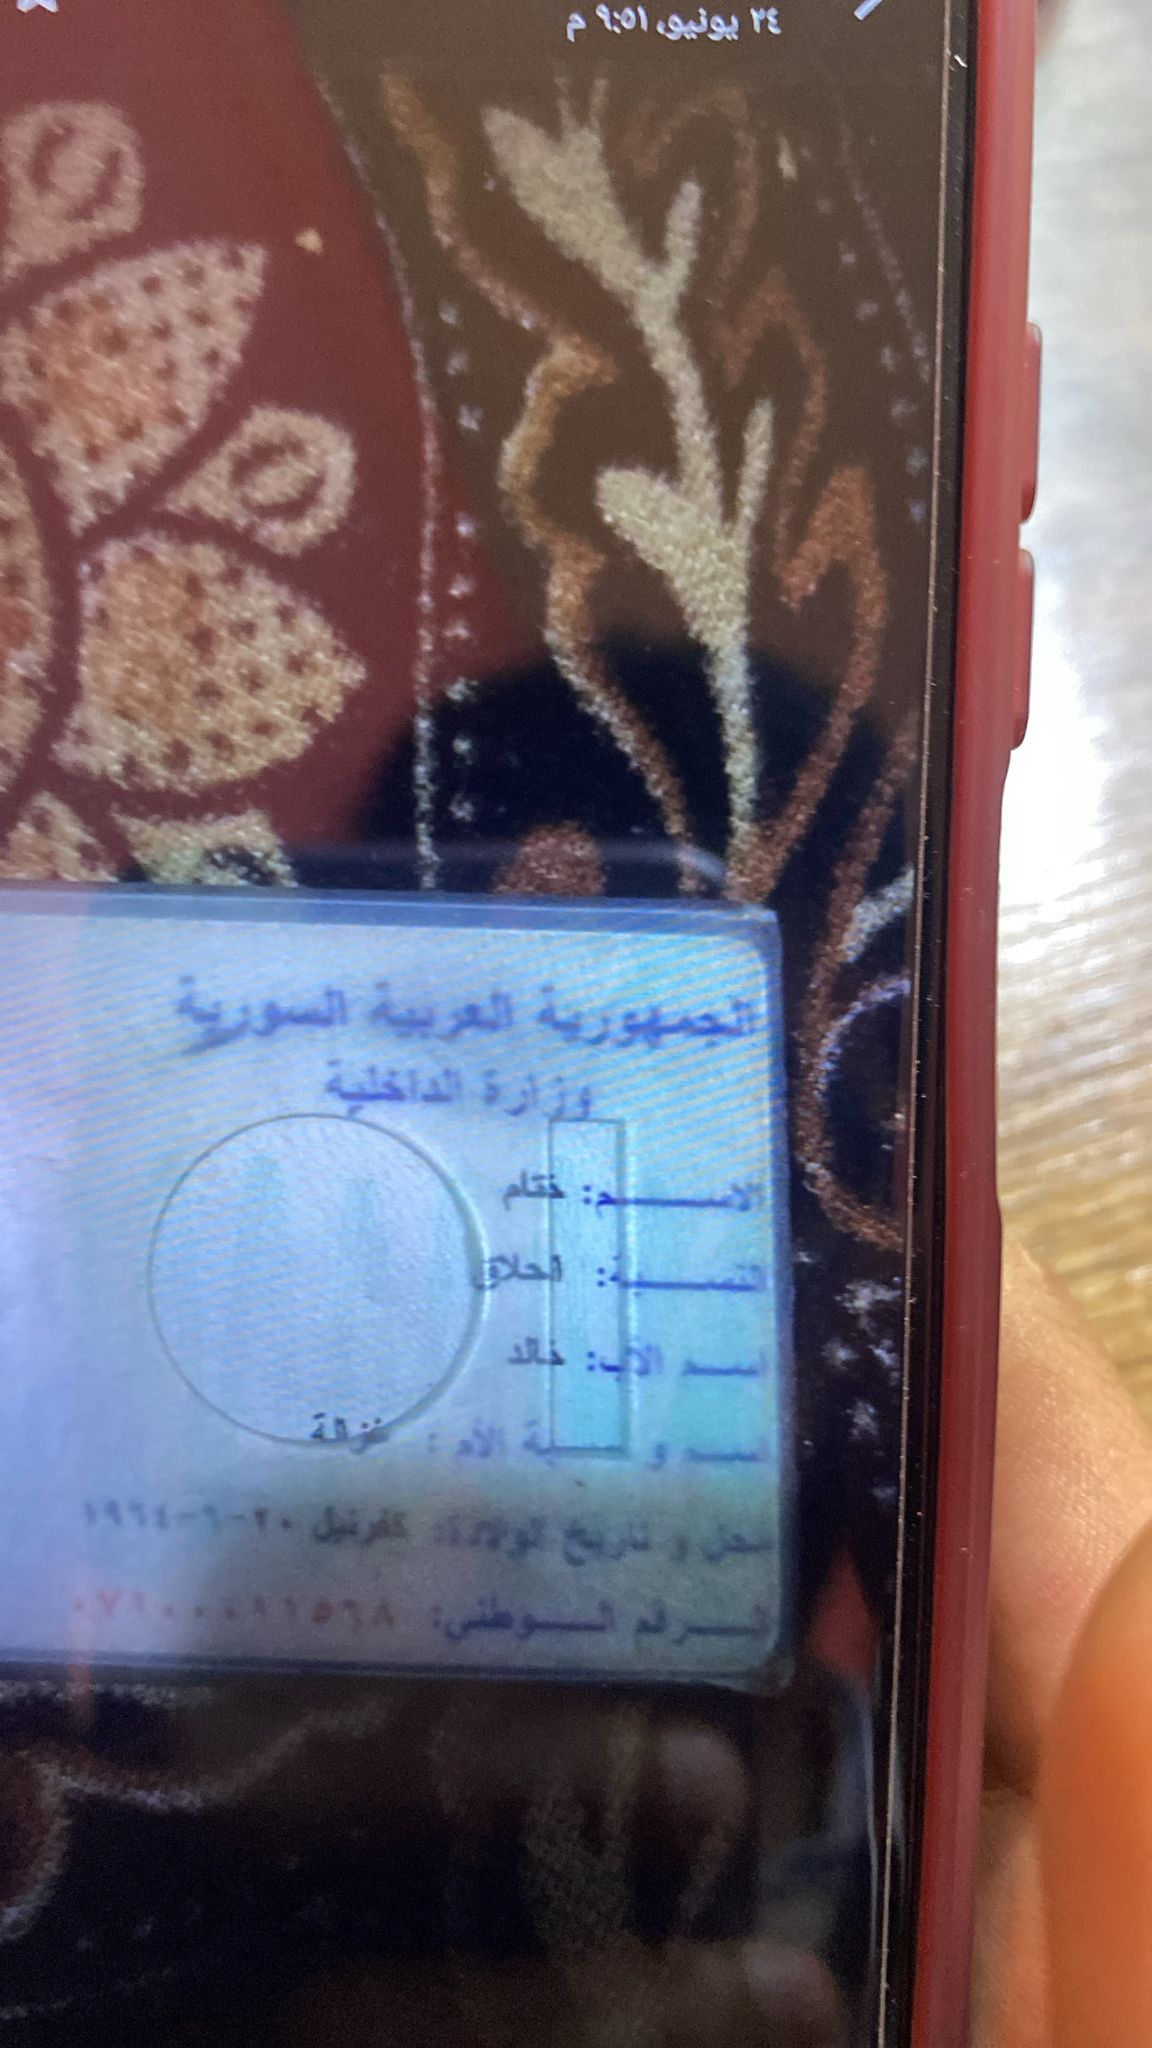 ٢٤ يونيو، ٩:٥١ م
الجمهورية العربية السورية
وزارة الداخلية
الاسم: ختام
النسبة: الحلاق
اسم الأب: خالد
اسم و نسبة الأم: غزالة
محل و تاريخ الولادة: كفرنبل ٢٠-٦-١٩٦٤
الرقم الوطني: